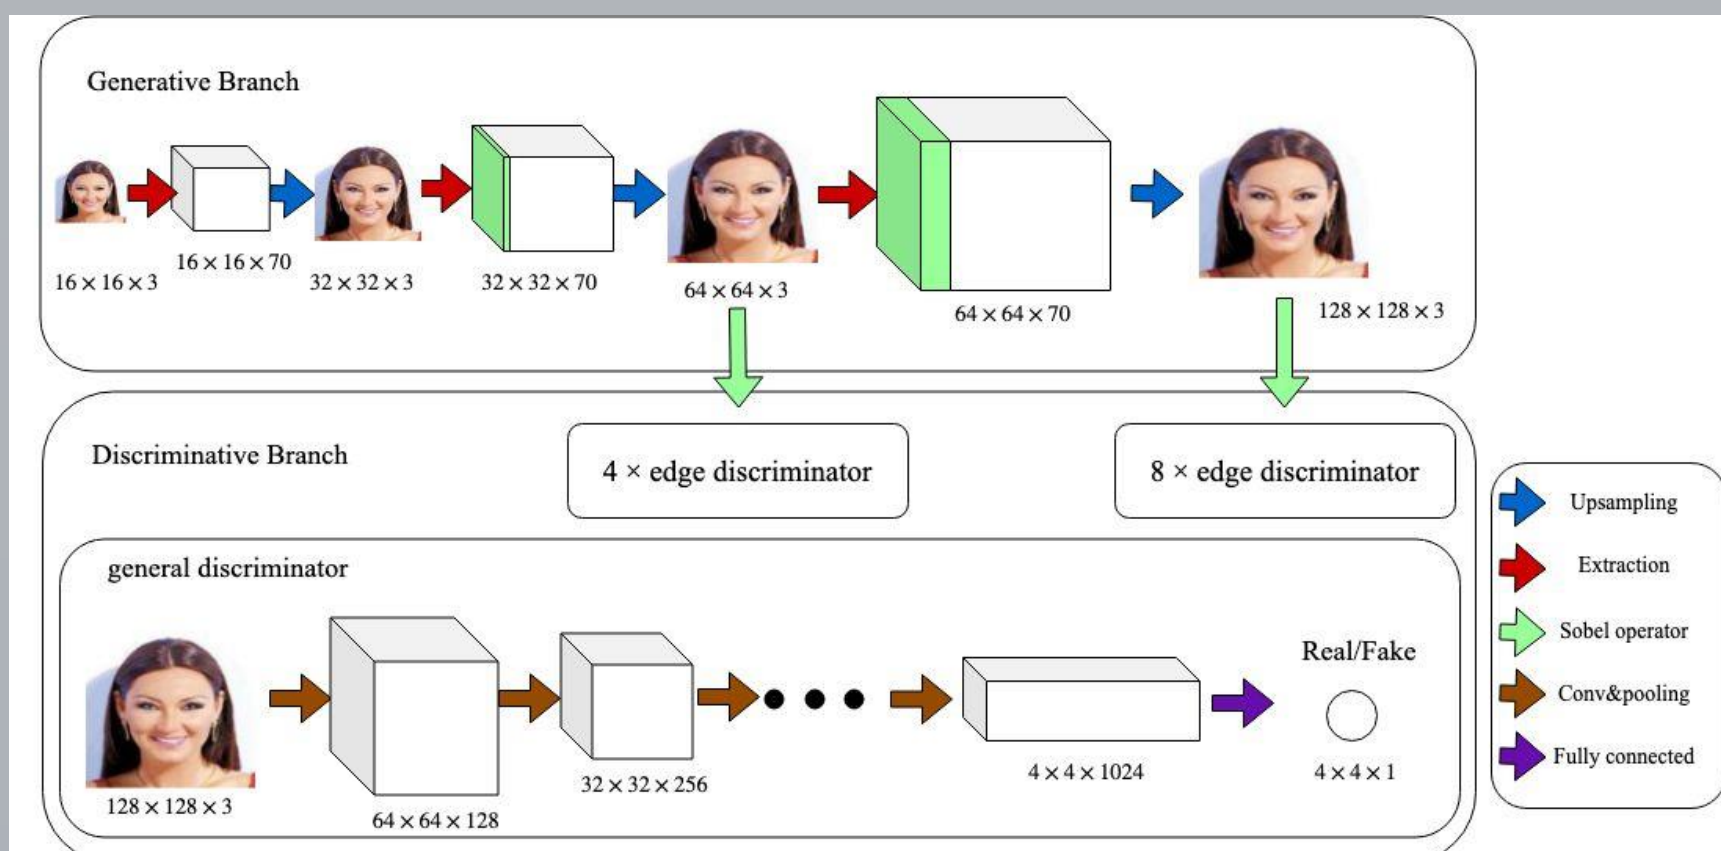 Generative Branch
16 × 16 × 3
16 × 16 × 70
32 × 32 × 3
32 × 32 × 70
64 × 64 × 3
64 × 64 × 70
128 × 128 × 3
Discriminative Branch
4 × edge discriminator
8 × edge discriminator
general discriminator
128 × 128 × 3
64 × 64 × 128
32 × 32 × 256
4 × 4 × 1024
Real/Fake
4 × 4 × 1
Upsampling
Extraction
Sobel operator
Conv&pooling
Fully connected